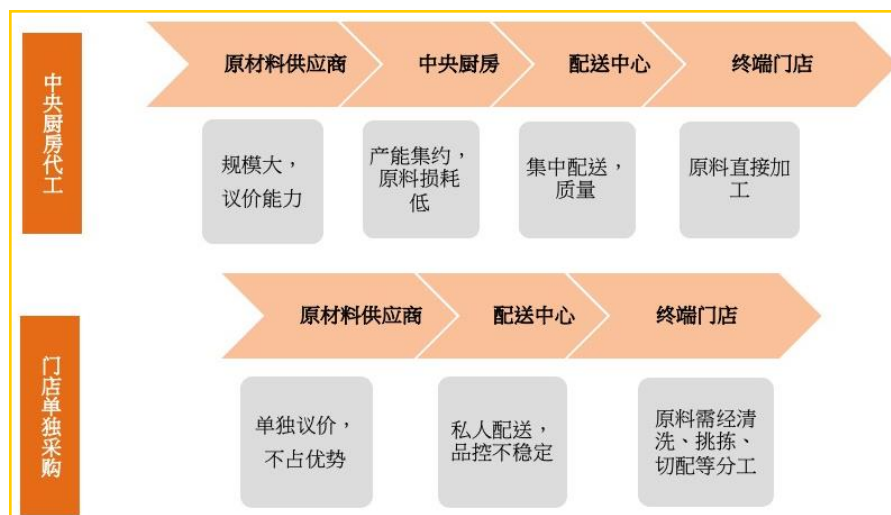 中央厨房代工
原材料供应商
中央厨房
配送中心
终端门店
规模大，
议价能力
产能集约，
原料损耗
低
集中配送，
质量
原料直接加
工
门店单独采购
原材料供应商
配送中心
终端门店
单独议价，
不占优势
私人配送，
品控不稳定
原料需经清
洗、挑拣、
切配等分工